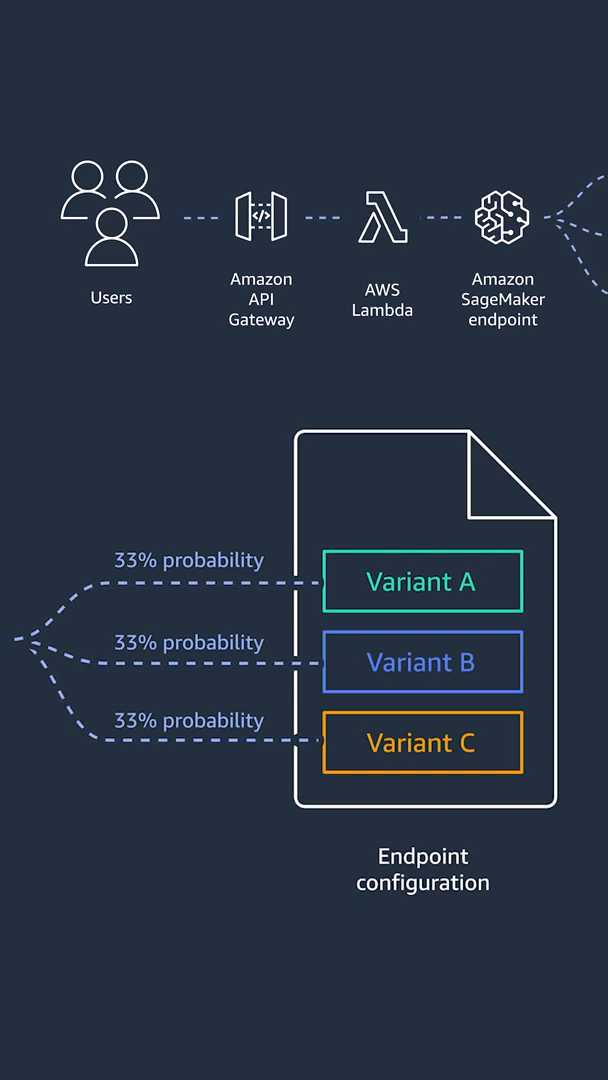 Users
Amazon
API
Gateway
AWS
Lambda
Amazon
SageMaker
endpoint
33% probability
Variant A
33% probability
Variant B
33% probability
Variant C
Endpoint
configuration